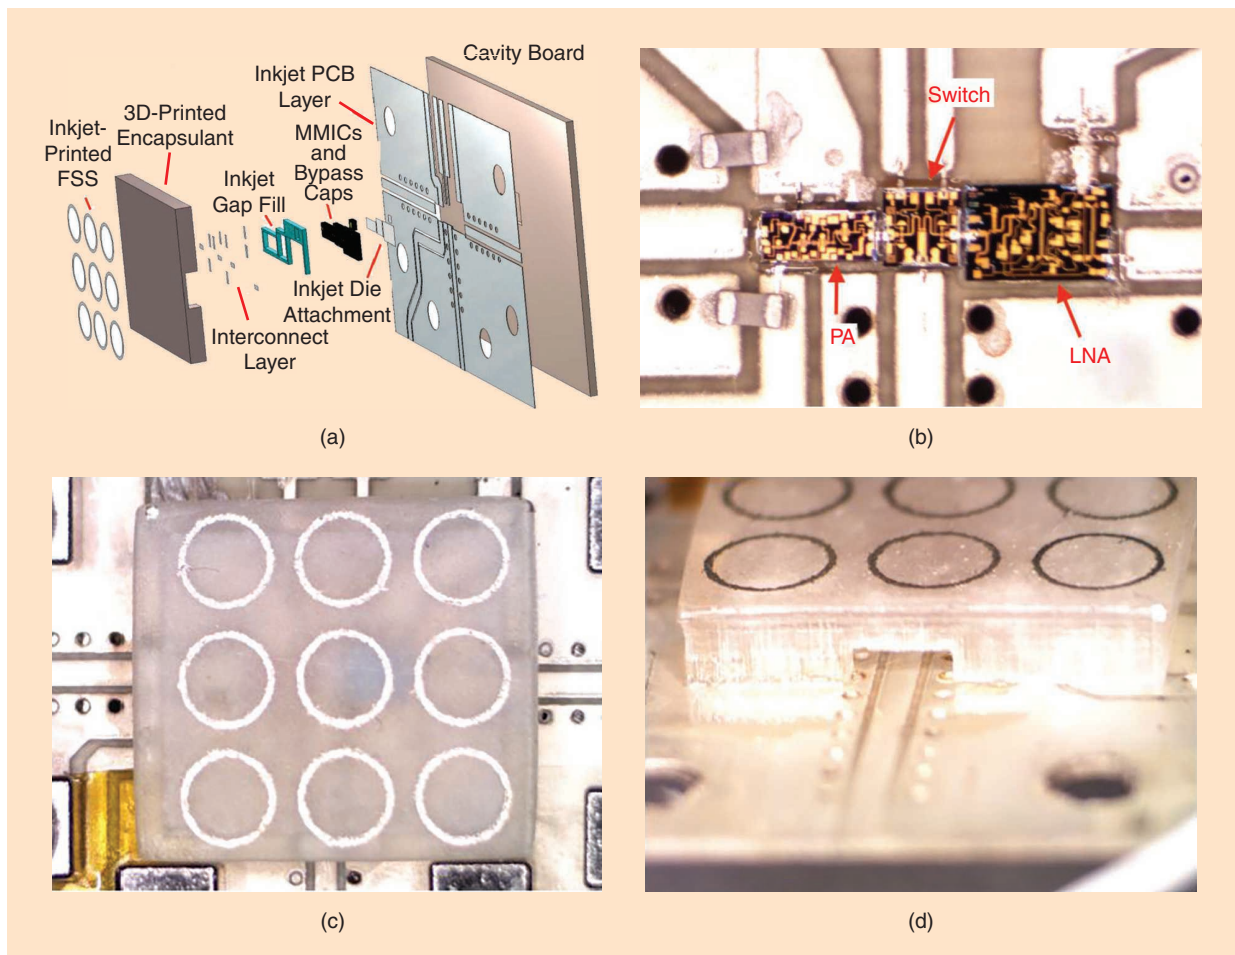 Cavity Board
Inkjet PCB
Layer
3D-Printed
Encapsulant
Inkjet-
Printed
FSS
MMICs
and
Bypass
Caps
Inkjet
Gap Fill
Inkjet Die
Attachment
Interconnect
Layer
(a)
Switch
PA
LNA
(b)
(c)
(d)